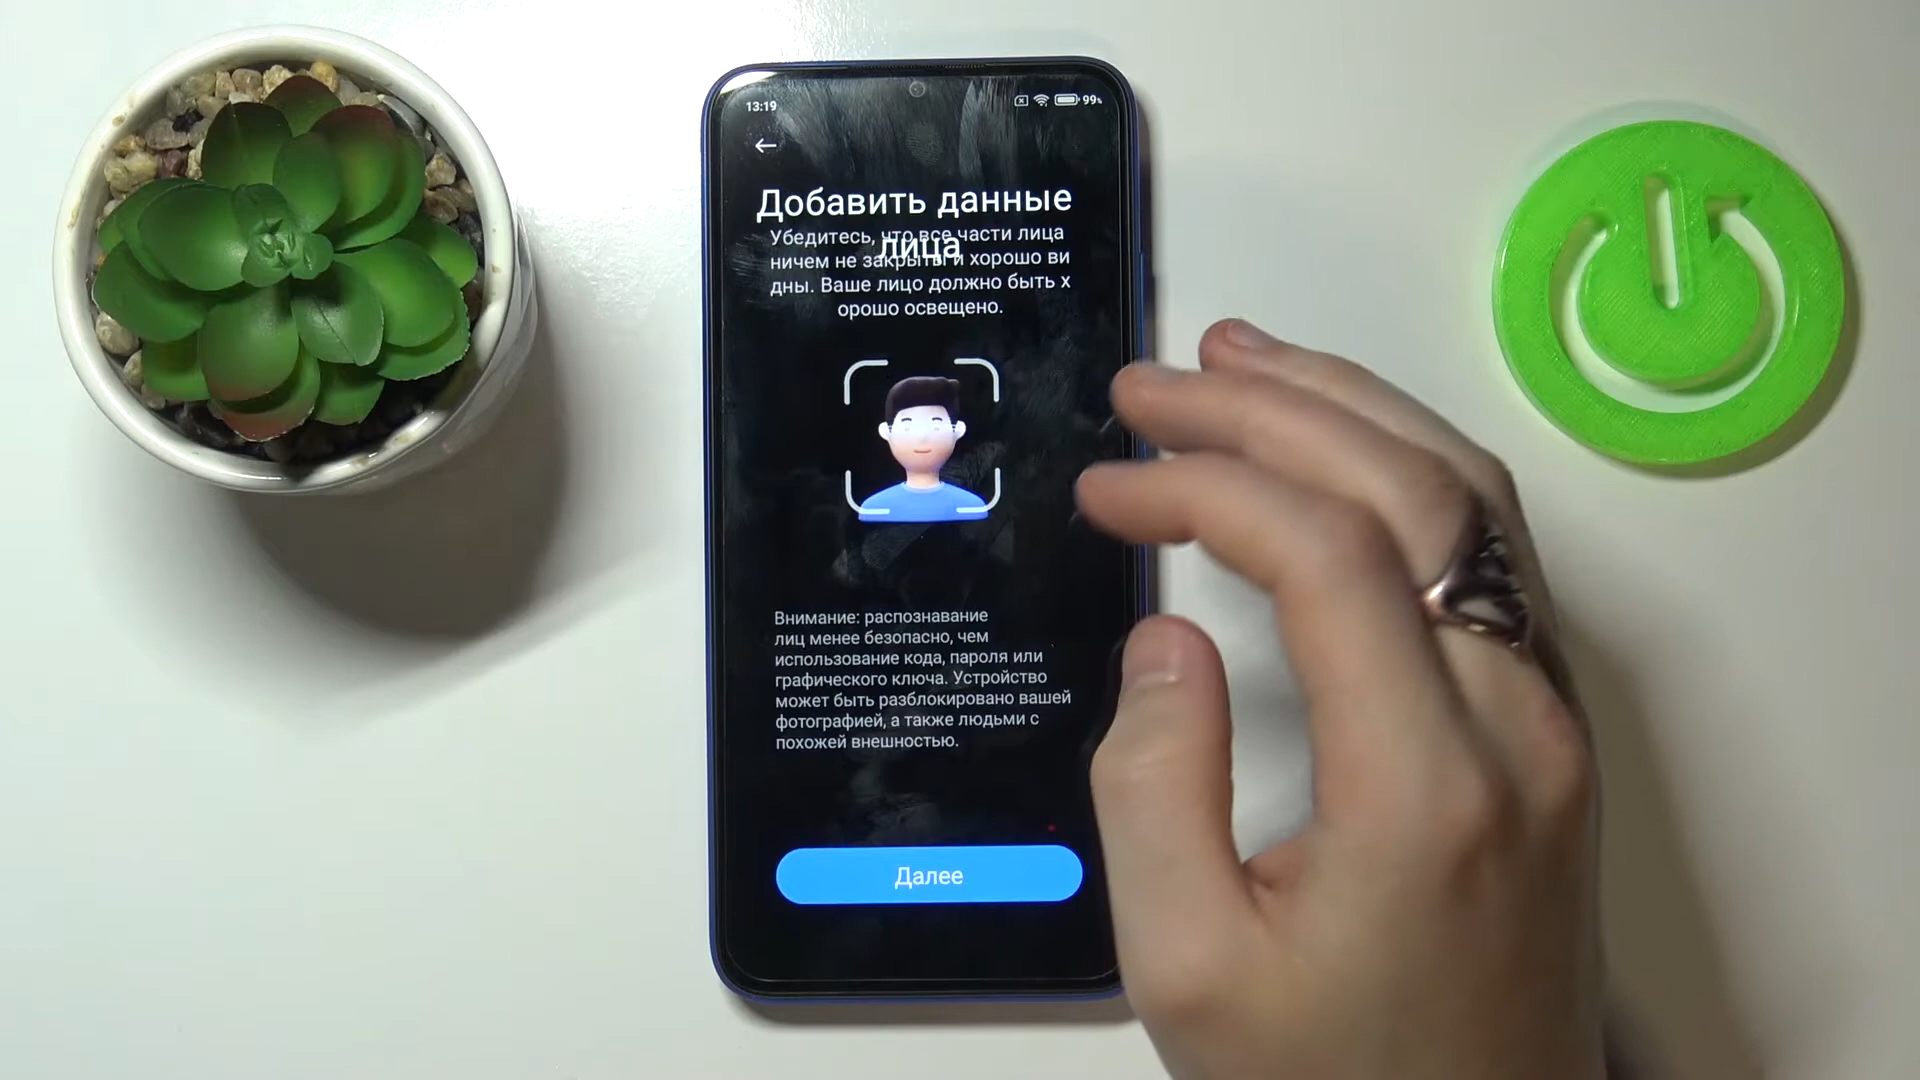 13:19
99%
Добавить данные
лица
Убедитесь, что все части лица
ничем не закрыты и хорошо ви
дны. Ваше лицо должно быть х
орошо освещено.
Внимание: распознавание
лиц менее безопасно, чем
использование кода, пароля или
графического ключа. Устройство
может быть разблокировано вашей
фотографией, а также людьми с
похожей внешностью.
Далее